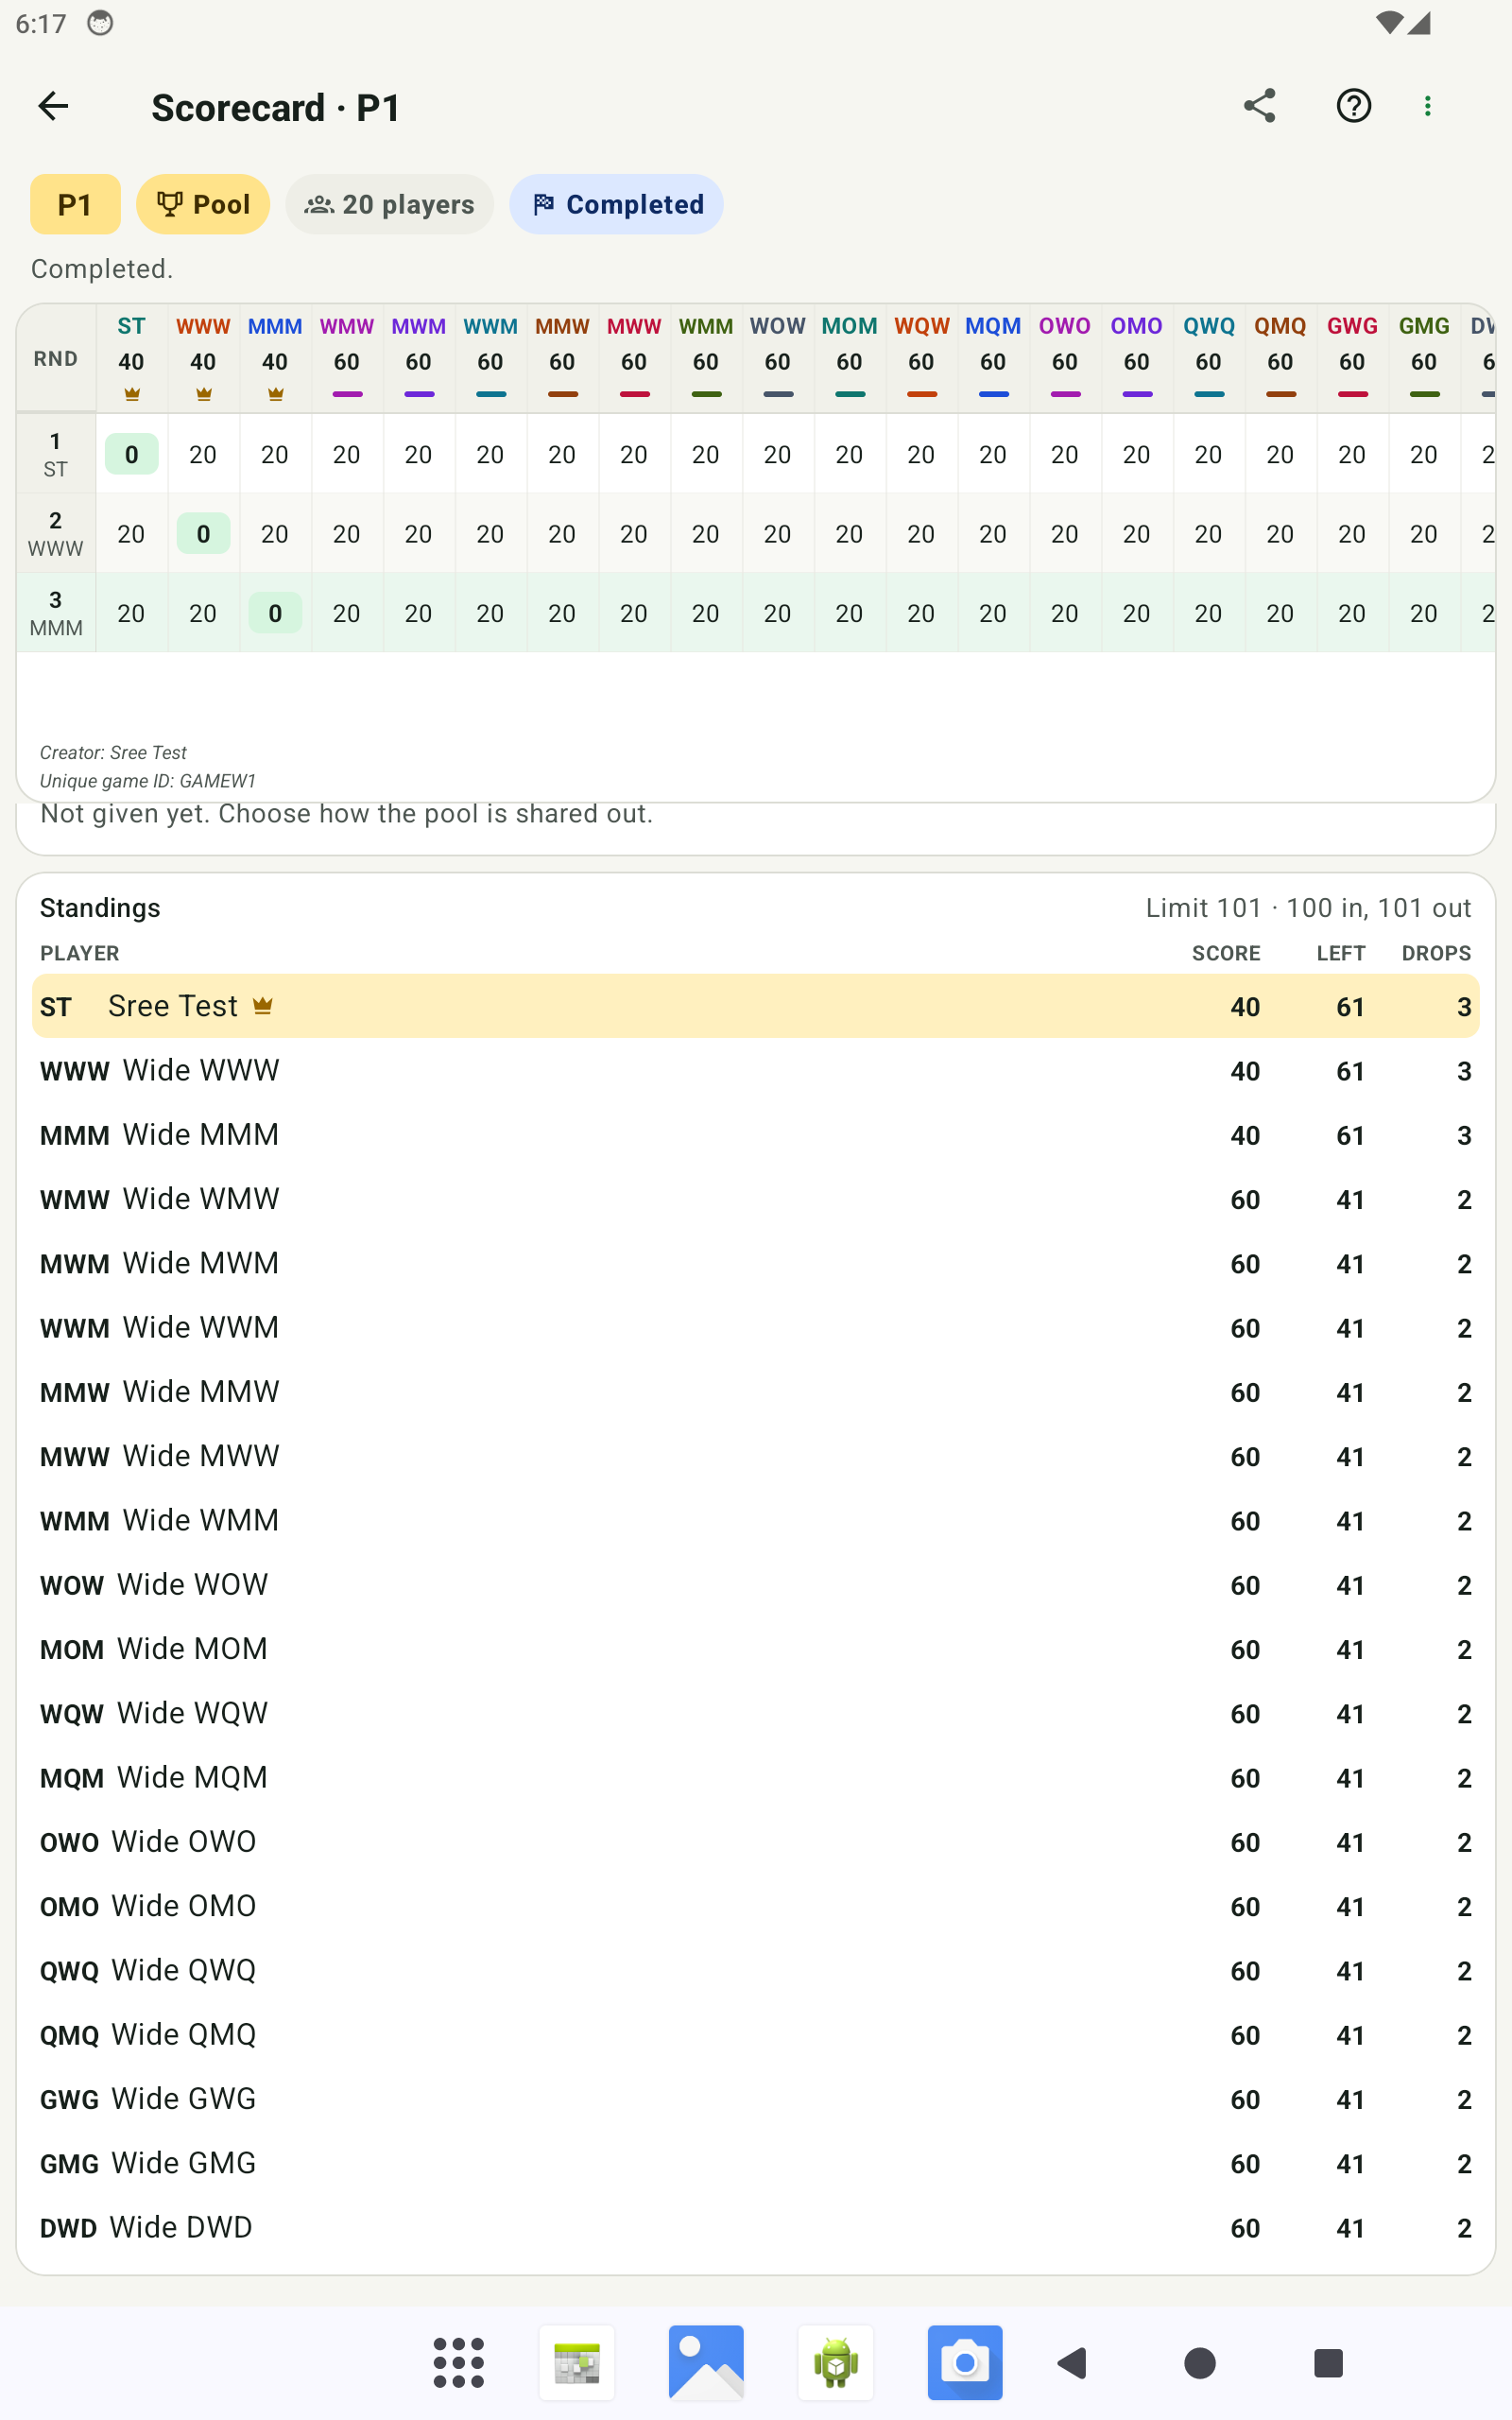 6:17
Scorecard · P1
P1 Pool 20 players Completed
Completed.
RND ST WWW MMM WMW MWM WWM MMW MWW WMM WOW MOM WQW MQM OWO OMO QWQ QMQ GWG GMG
40 40 40 60 60 60 60 60 60 60 60 60 60 60 60 60 60 60 60
1 0 20 20 20 20 20 20 20 20 20 20 20 20 20 20 20 20 20 20
ST
2 20 0 20 20 20 20 20 20 20 20 20 20 20 20 20 20 20 20 20
WWW
3 20 20 0 20 20 20 20 20 20 20 20 20 20 20 20 20 20 20 20
MMM
Creator: Sree Test
Unique game ID: GAMEW1
Not given yet. Choose how the pool is shared out.
Standings Limit 101 · 100 in, 101 out
PLAYER SCORE LEFT DROPS
ST Sree Test 40 61 3
WWW Wide WWW 40 61 3
MMM Wide MMM 40 61 3
WMW Wide WMW 60 41 2
MWM Wide MWM 60 41 2
WWM Wide WWM 60 41 2
MMW Wide MMW 60 41 2
MWW Wide MWW 60 41 2
WMM Wide WMM 60 41 2
WOW Wide WOW 60 41 2
MOM Wide MOM 60 41 2
WQW Wide WQW 60 41 2
MQM Wide MQM 60 41 2
OWO Wide OWO 60 41 2
OMO Wide OMO 60 41 2
QWQ Wide QWQ 60 41 2
QMQ Wide QMQ 60 41 2
GWG Wide GWG 60 41 2
GMG Wide GMG 60 41 2
DWD Wide DWD 60 41 2